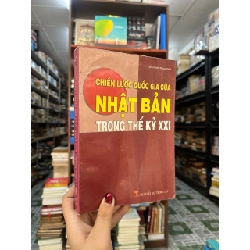 CHIẾN LƯỢC QUỐC GIA CỦA
NHẬT BẢN
TRONG THẾ KỶ XXI